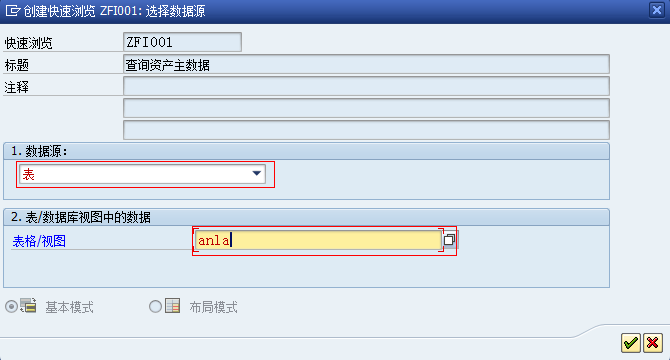 创建快速浏览 ZFI001: 选择数据源
快速浏览 ZFI001
标题 查询资产主数据
注释
1. 数据源:
表
2. 表/数据库视图中的数据
表格/视图 anla
基本模式 布局模式